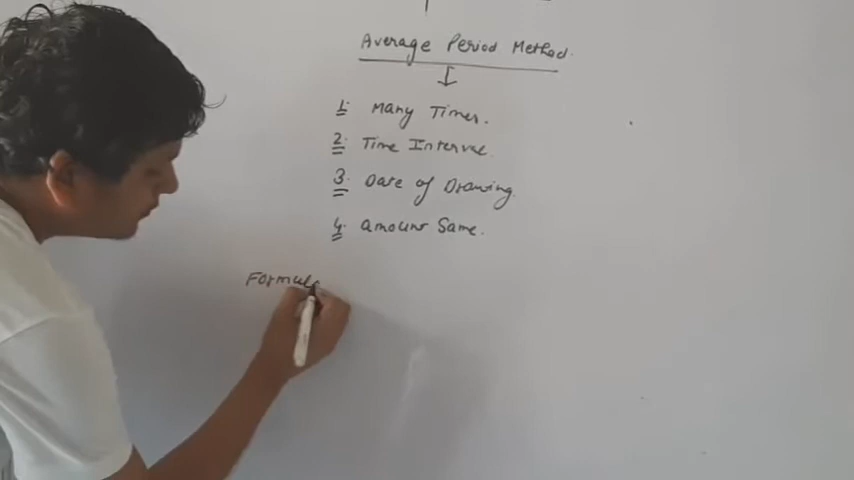 Average Period Method.
1. Many Times.
2. Time Interval.
3. Date of Drawing.
4. Amount Same.
Formula